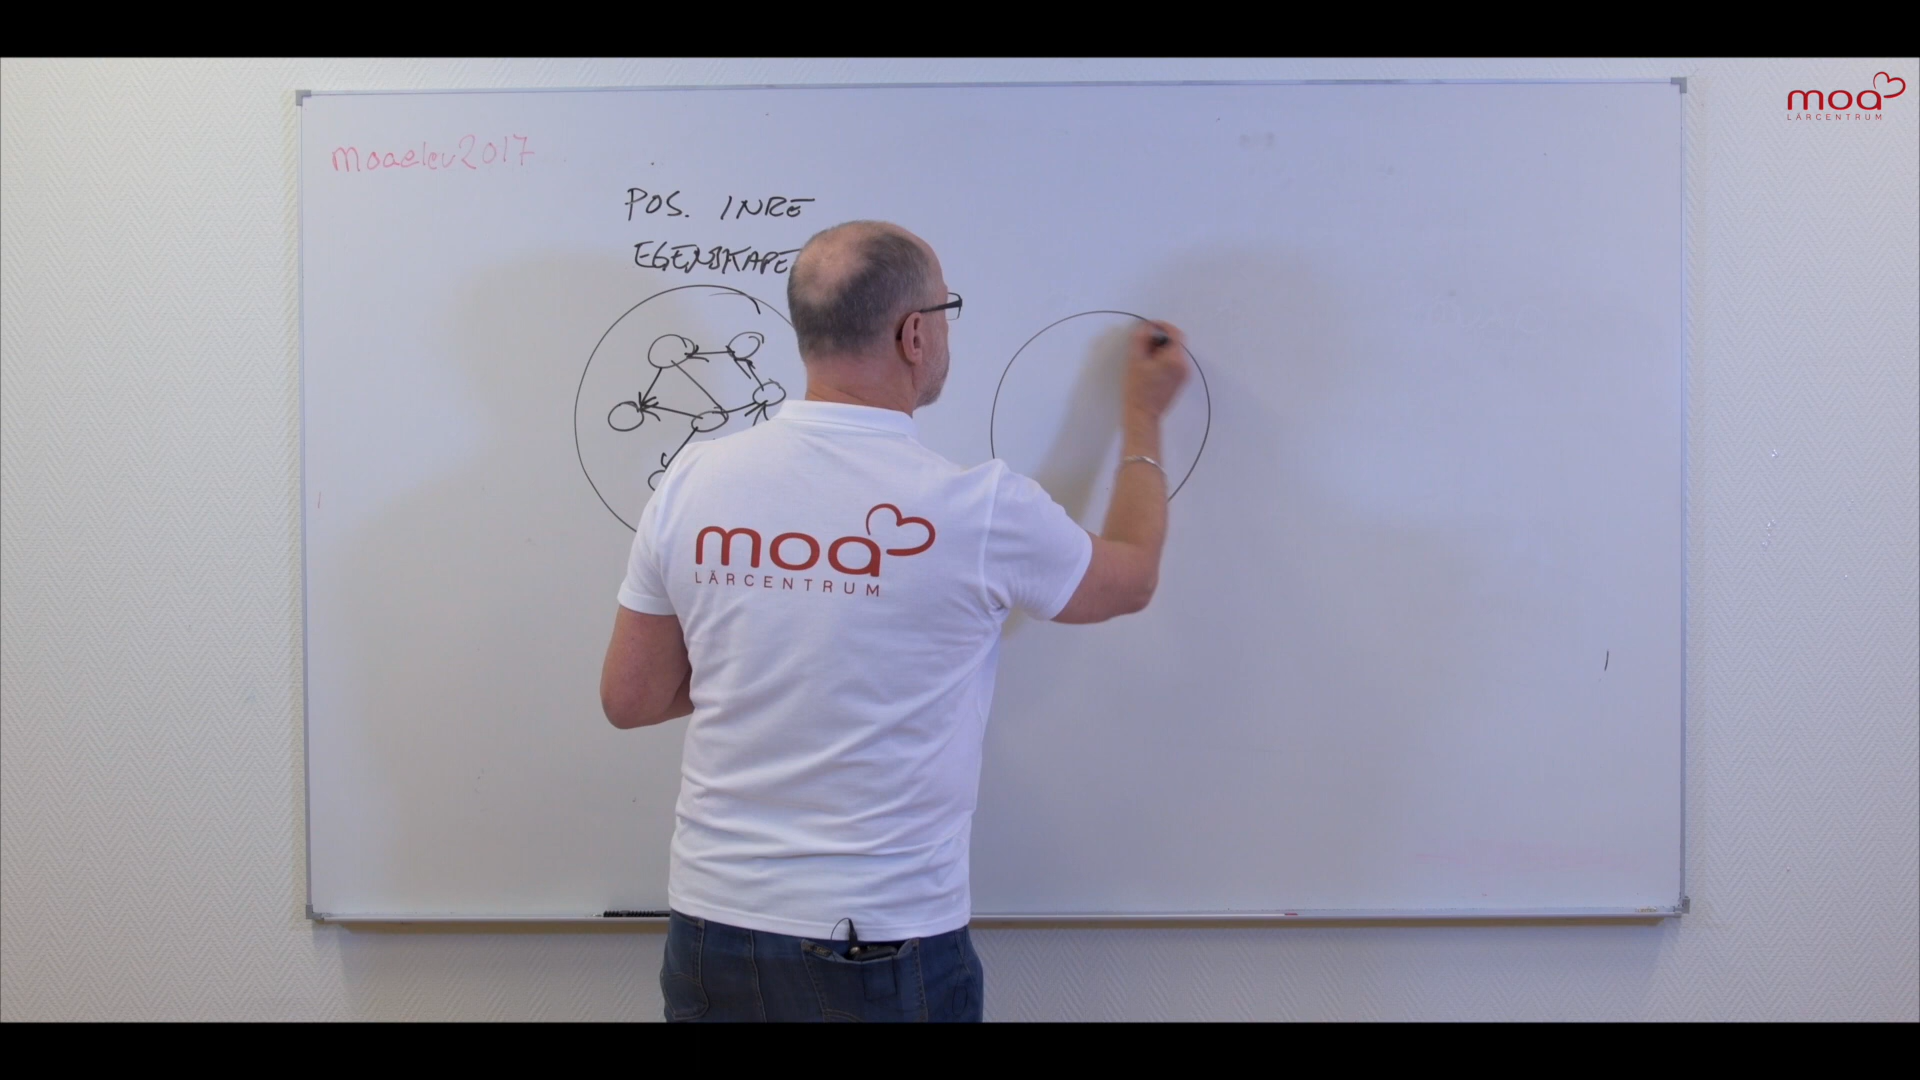 moa
LÄRCENTRUM
moaelev2017
POS. INRE
EGENSKAPE
moa
LÄRCENTRUM